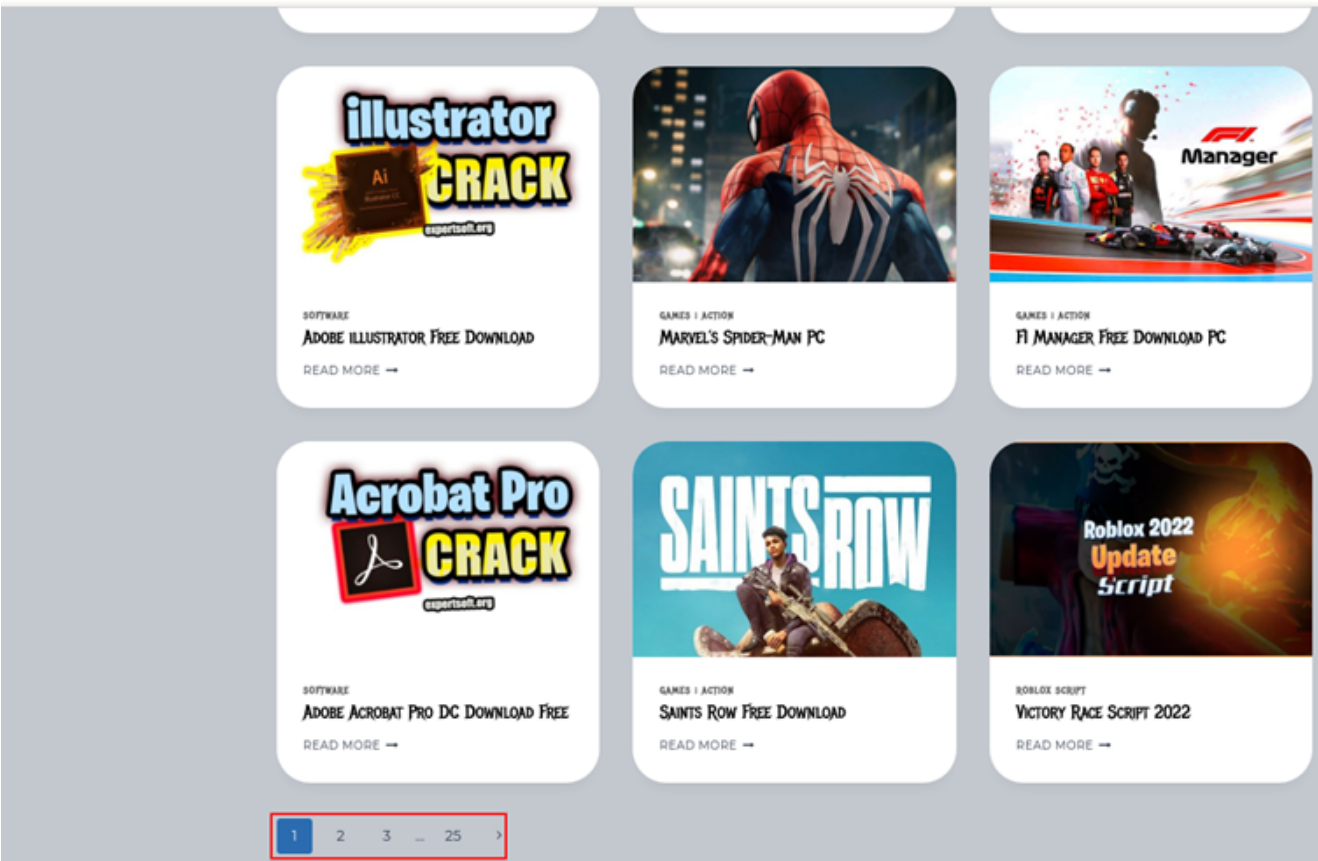 illustrator
CRACK
Ai
expertsoft.org
SOFTWARE
ADOBE ILLUSTRATOR FREE DOWNLOAD
READ MORE →
GAMES | ACTION
MARVEL'S SPIDER-MAN PC
READ MORE →
F1
Manager
GAMES | ACTION
F1 MANAGER FREE DOWNLOAD PC
READ MORE →
Acrobat Pro
CRACK
expertsoft.org
SOFTWARE
ADOBE ACROBAT PRO DC DOWNLOAD FREE
READ MORE →
SAINTS ROW
GAMES | ACTION
SAINTS ROW FREE DOWNLOAD
READ MORE →
Roblox 2022
Update
Script
ROBLOX SCRIPT
VICTORY RACE SCRIPT 2022
READ MORE →
1 2 3 ... 25 >